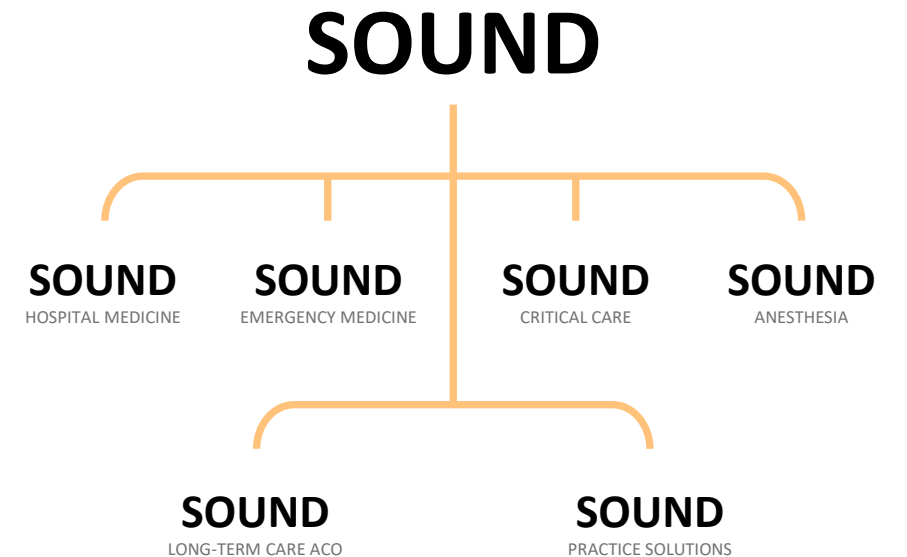 SOUND
SOUND
HOSPITAL MEDICINE
SOUND
EMERGENCY MEDICINE
SOUND
CRITICAL CARE
SOUND
ANESTHESIA
SOUND
LONG-TERM CARE ACO
SOUND
PRACTICE SOLUTIONS